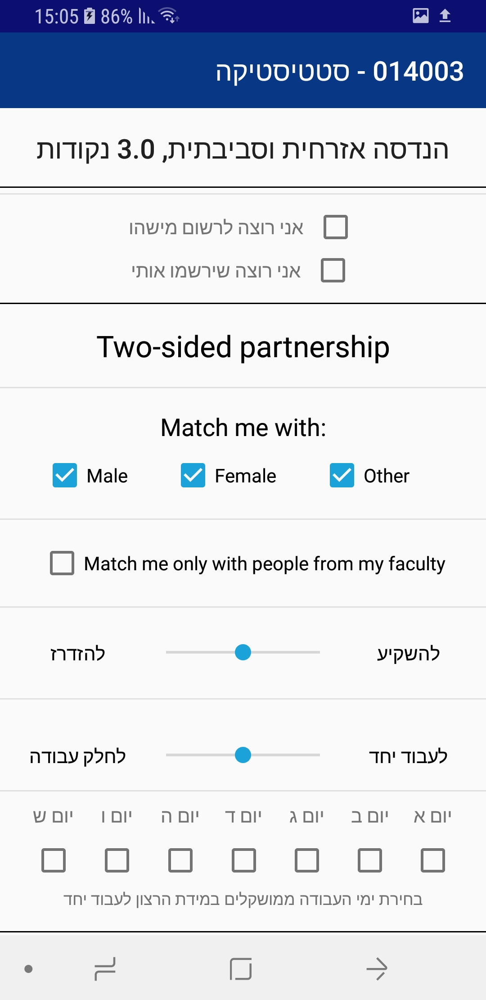 15:05 86%
014003 - סטטיסטיקה
הנדסה אזרחית וסביבתית, 3.0 נקודות
אני רוצה לרשום מישהו
אני רוצה שירשמו אותי
Two-sided partnership
Match me with:
Male Female Other
Match me only with people from my faculty
להשקיע להזדרז
לעבוד יחד לחלק עבודה
יום א יום ב יום ג יום ד יום ה יום ו יום ש
בחירת ימי העבודה ממושקלים במידת הרצון לעבוד יחד